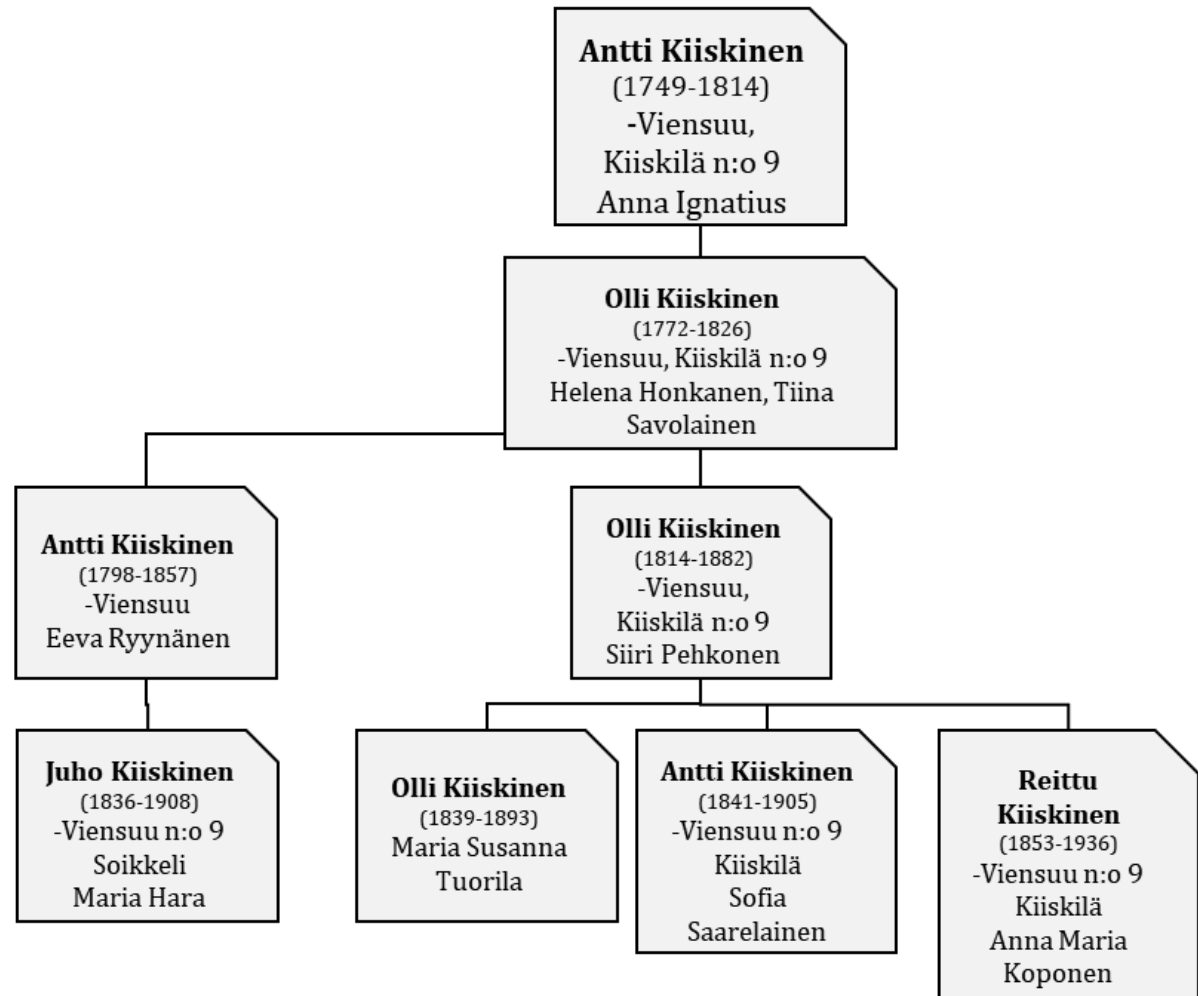 Antti Kiiskinen
(1749-1814)
-Viensuu,
Kiiskilä n:o 9
Anna Ignatius
Olli Kiiskinen
(1772-1826)
-Viensuu, Kiiskilä n:o 9
Helena Honkanen, Tiina
Savolainen
Antti Kiiskinen
(1798-1857)
-Viensuu
Eeva Ryynänen
Olli Kiiskinen
(1814-1882)
-Viensuu,
Kiiskilä n:o 9
Siiri Pehkonen
Juho Kiiskinen
(1836-1908)
-Viensuu n:o 9
Soikkeli
Maria Hara
Olli Kiiskinen
(1839-1893)
Maria Susanna
Tuorila
Antti Kiiskinen
(1841-1905)
-Viensuu n:o 9
Kiiskilä
Sofia
Saarelainen
Reittu
Kiiskinen
(1853-1936)
-Viensuu n:o 9
Kiiskilä
Anna Maria
Koponen